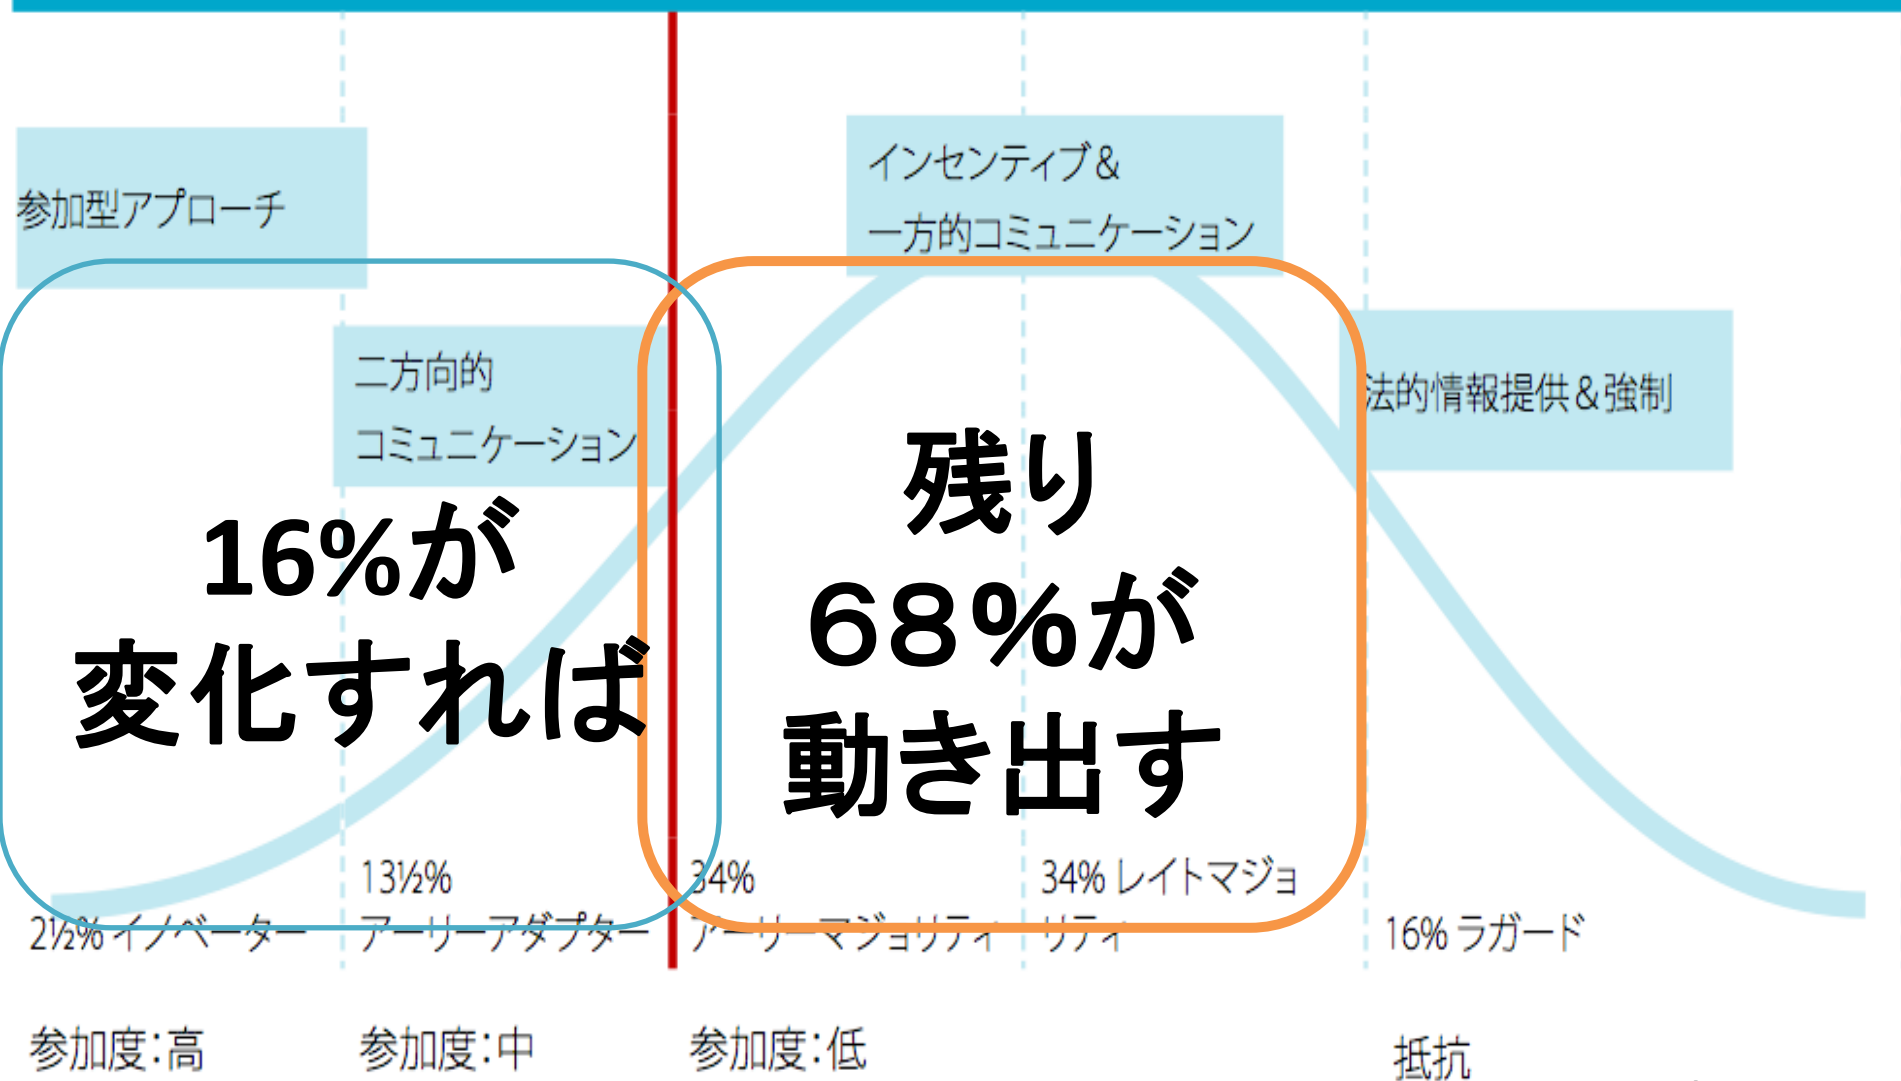 参加型アプローチ
インセンティブ＆
一方的コミュニケーション
二方向的
コミュニケーション
法的情報提供＆強制
16%が
変化すれば
残り
６８％が
動き出す
2½% イノベーター
13½%
アーリーアダプター
34%
アーリーマジョリティ
34% レイトマジョ
リティ
16% ラガード
参加度：高
参加度：中
参加度：低
抵抗